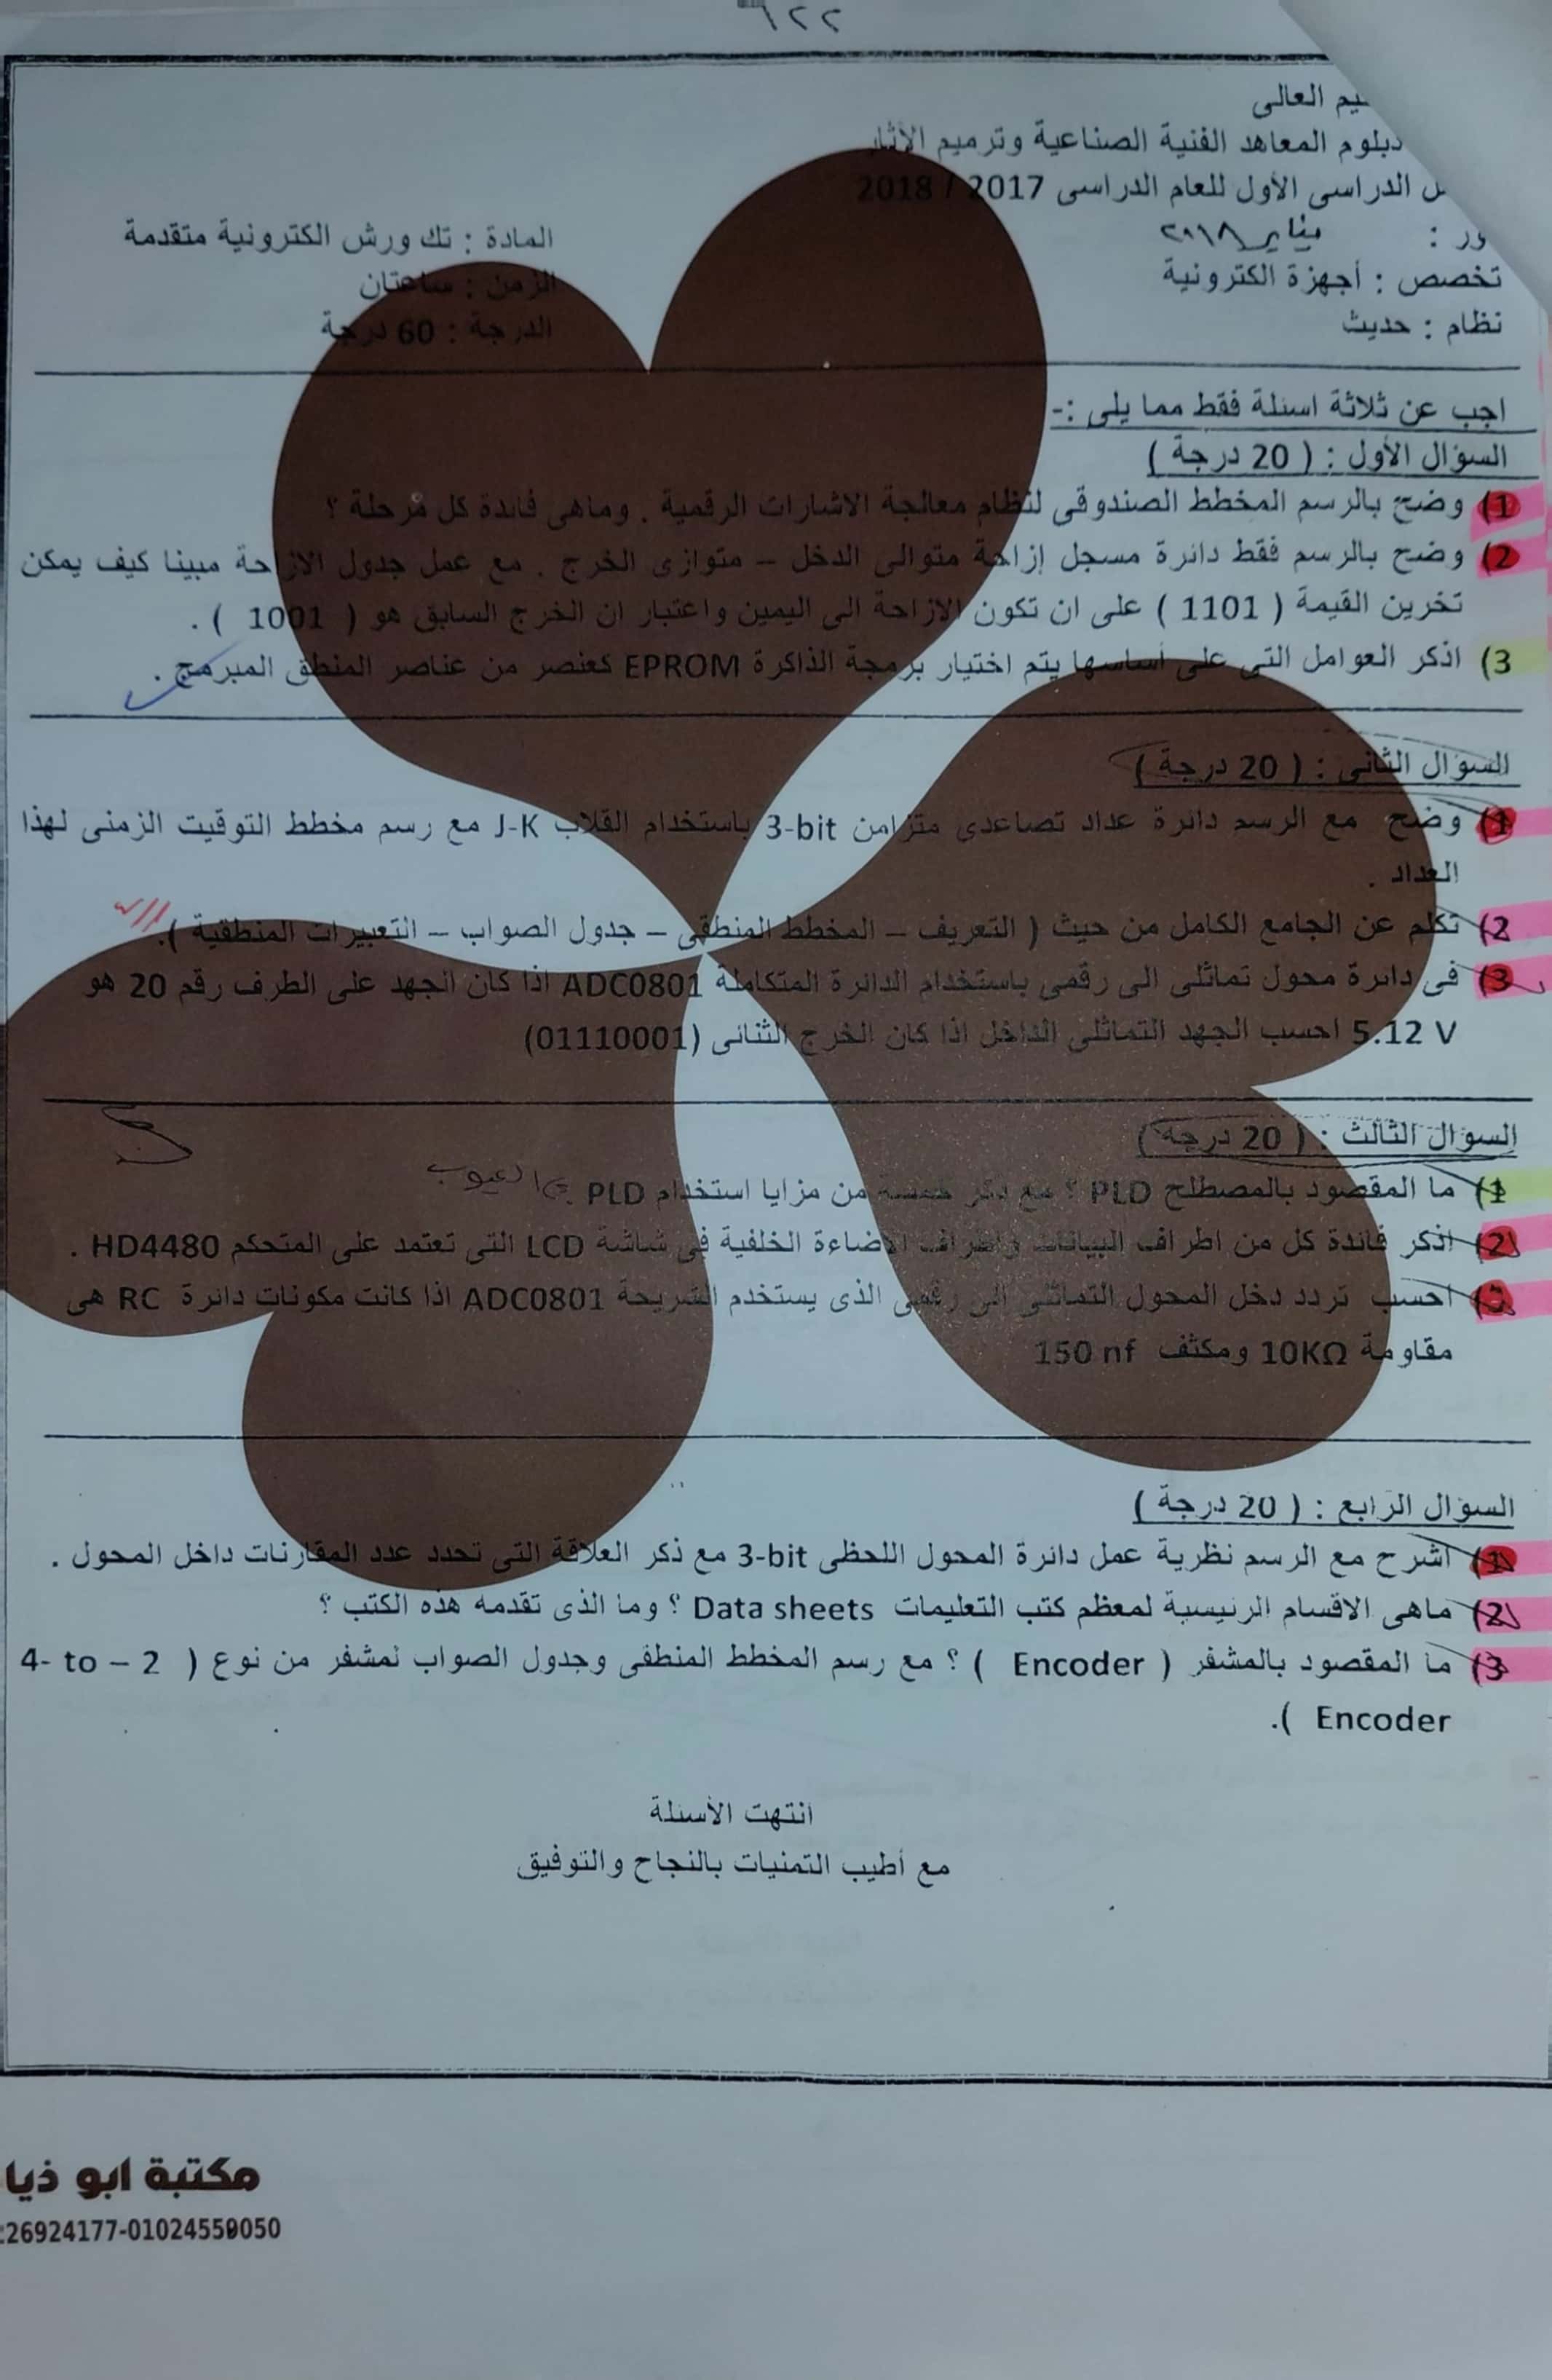 ٦٢٢
ـيم العالى
دبلوم المعاهد الفنية الصناعية وترميم الأثار
ـل الدراسى الأول للعام الدراسى 2017 / 2018
ور : يناير ٢٠١٨
المادة : تك ورش الكترونية متقدمة
تخصص : أجهزة الكترونية
الزمن : ساعتان
نظام : حديث
الدرجة : 60 درجة
اجب عن ثلاثة اسئلة فقط مما يلى :-
السؤال الأول : ( 20 درجة )
1) وضح بالرسم المخطط الصندوقى لنظام معالجة الاشارات الرقمية . وماهى فائدة كل مرحلة ؟
2) وضح بالرسم فقط دائرة مسجل إزاحة متوالى الدخل – متوازى الخرج . مع عمل جدول الازاحة مبينا كيف يمكن
تخرين القيمة ( 1101 ) على ان تكون الازاحة الى اليمين واعتبار ان الخرج السابق هو ( 1001 ) .
3) اذكر العوامل التى على أساسها يتم اختيار برمجة الذاكرة EPROM كعنصر من عناصر المنطق المبرمج .
السؤال الثانى : ( 20 درجة )
1) وضح مع الرسم دائرة عداد تصاعدى متزامن 3-bit باستخدام القلاب J-K مع رسم مخطط التوقيت الزمنى لهذا
العداد .
2) تكلم عن الجامع الكامل من حيث ( التعريف – المخطط المنطقى – جدول الصواب – التعبيرات المنطقية ).
3) فى دائرة محول تماثلى الى رقمى باستخدام الدائرة المتكاملة ADC0801 اذا كان الجهد على الطرف رقم 20 هو
5.12 V احسب الجهد التماثلى الداخل اذا كان الخرج الثنائى (01110001)
السؤال الثالث : ( 20 درجة )
1) ما المقصود بالمصطلح PLD ؟ مع ذكر خمسة من مزايا استخدام PLD . العيوب
2) اذكر فائدة كل من اطراف البيانات واطراف الاضاءة الخلفية فى شاشة LCD التى تعتمد على المتحكم HD4480 .
3) احسب تردد دخل المحول التماثلى الى رقمى الذى يستخدم الشريحة ADC0801 اذا كانت مكونات دائرة RC هى
مقاومة 10KΩ ومكثف 150 nf
السؤال الرابع : ( 20 درجة )
1) اشرح مع الرسم نظرية عمل دائرة المحول اللحظى 3-bit مع ذكر العلاقة التى تحدد عدد المقارنات داخل المحول .
2) ماهى الاقسام الرئيسية لمعظم كتب التعليمات Data sheets ؟ وما الذى تقدمه هذه الكتب ؟
3) ما المقصود بالمشفر ( Encoder ) ؟ مع رسم المخطط المنطقى وجدول الصواب لمشفر من نوع ( 4- to – 2
Encoder ).
انتهت الأسئلة
مع أطيب التمنيات بالنجاح والتوفيق
مكتبة ابو ذيا
:26924177-01024559050